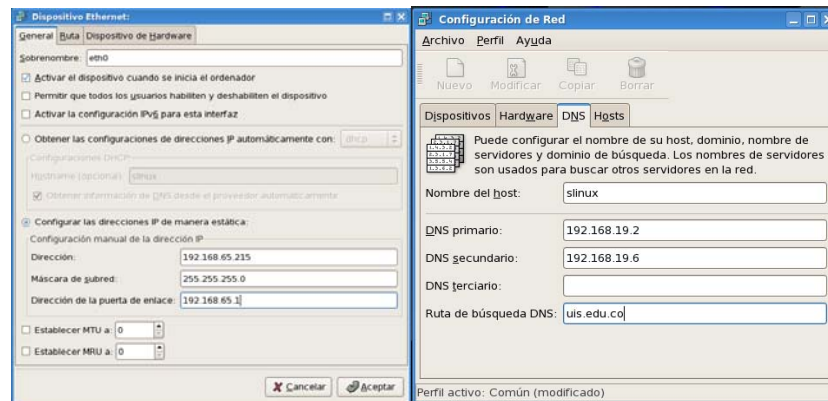 Dispositivo Ethernet:
General Ruta Dispositivo de Hardware
Sobrenombre: eth0
Activar el dispositivo cuando se inicia el ordenador
Permitir que todos los usuarios habiliten y deshabiliten el dispositivo
Activar la configuración IPv6 para esta interfaz
Obtener las configuraciones de direcciones IP automáticamente con: dhcp
Configuraciones DHCP
Hostname (opcional): slinux
Obtener información de DNS desde el proveedor automáticamente
Configurar las direcciones IP de manera estática:
Configuración manual de la dirección IP
Dirección: 192.168.65.215
Máscara de subred: 255.255.255.0
Dirección de la puerta de enlace: 192.168.65.1
Establecer MTU a: 0
Establecer MRU a: 0
Cancelar Aceptar
Configuración de Red
Archivo Perfil Ayuda
Nuevo Modificar Copiar Borrar
Dispositivos Hardware DNS Hosts
Puede configurar el nombre de su host, dominio, nombre de
servidores y dominio de búsqueda. Los nombres de servidores
son usados para buscar otros servidores en la red.
Nombre del host: slinux
DNS primario: 192.168.19.2
DNS secundario: 192.168.19.6
DNS terciario:
Ruta de búsqueda DNS: uis.edu.co
Perfil activo: Común (modificado)